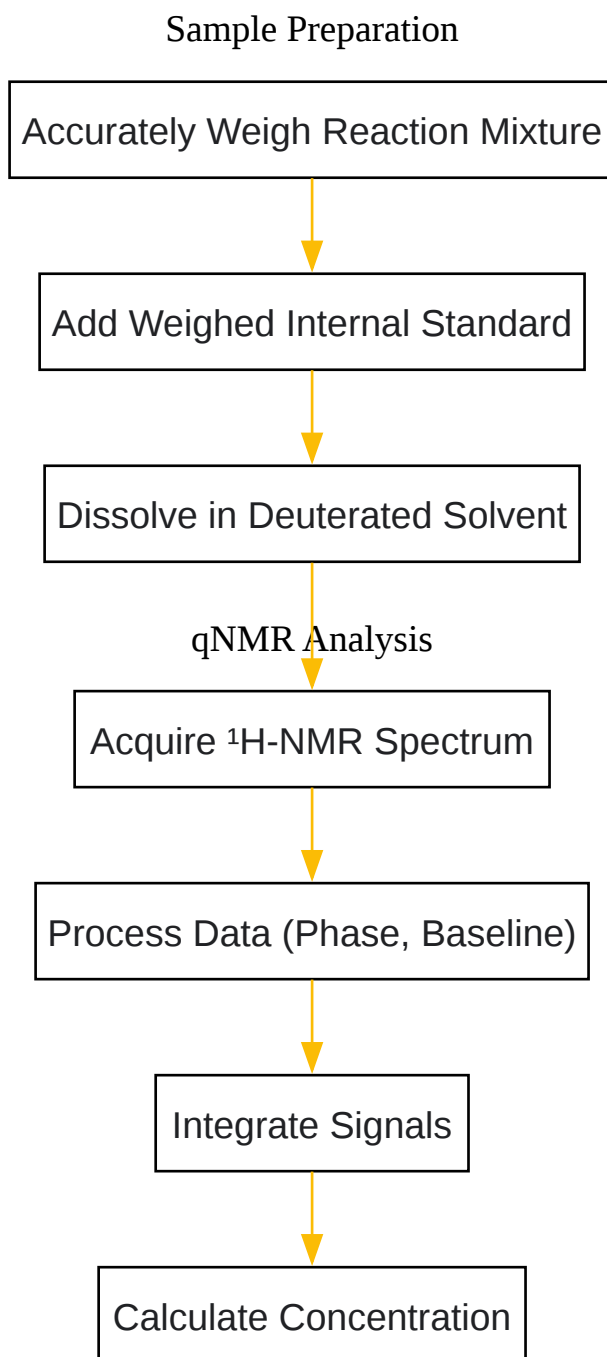 Sample Preparation
Accurately Weigh Reaction Mixture
Add Weighed Internal Standard
Dissolve in Deuterated Solvent
qNMR Analysis
Acquire ¹H-NMR Spectrum
Process Data (Phase, Baseline)
Integrate Signals
Calculate Concentration